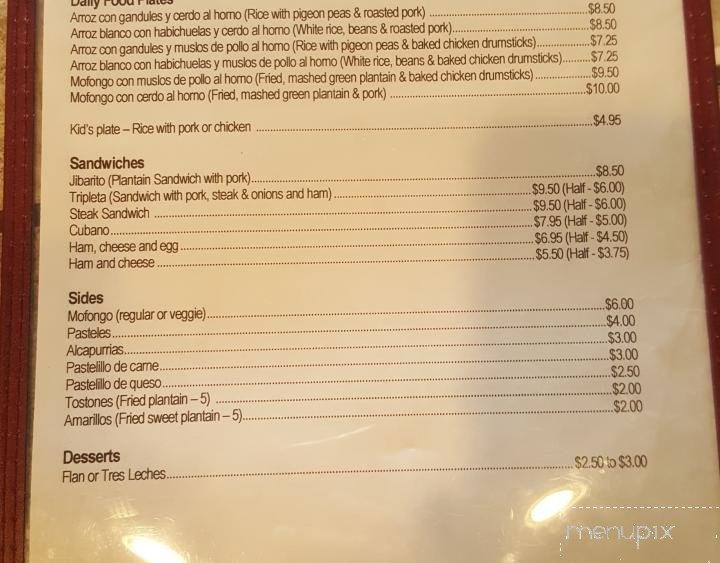 Daily Food Plates
Arroz con gandules y cerdo al horno (Rice with pigeon peas & roasted pork) $8.50
Arroz blanco con habichuelas y cerdo al horno (White rice, beans & roasted pork) $8.50
Arroz con gandules y muslos de pollo al horno (Rice with pigeon peas & baked chicken drumsticks) $7.25
Arroz blanco con habichuelas y muslos de pollo al horno (White rice, beans & baked chicken drumsticks) $7.25
Mofongo con muslos de pollo al horno (Fried, mashed green plantain & baked chicken drumsticks) $9.50
Mofongo con cerdo al horno (Fried, mashed green plantain & pork) $10.00
Kid's plate – Rice with pork or chicken $4.95
Sandwiches
Jibarito (Plantain Sandwich with pork) $8.50
Tripleta (Sandwich with pork, steak & onions and ham) $9.50 (Half - $6.00)
Steak Sandwich $9.50 (Half - $6.00)
Cubano $7.95 (Half - $5.00)
Ham, cheese and egg $6.95 (Half - $4.50)
Ham and cheese $5.50 (Half - $3.75)
Sides
Mofongo (regular or veggie) $6.00
Pasteles $4.00
Alcapurrias $3.00
Pastelillo de carne $3.00
Pastelillo de queso $2.50
Tostones (Fried plantain – 5) $2.00
Amarillos (Fried sweet plantain – 5) $2.00
Desserts
Flan or Tres Leches $2.50 to $3.00
menupix